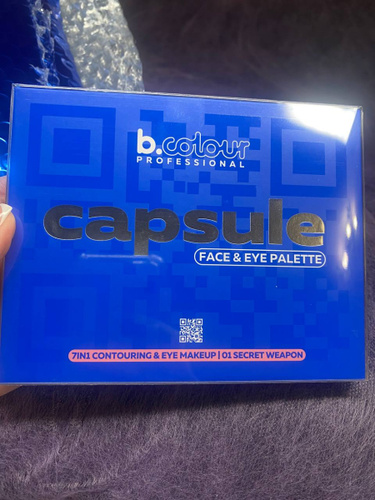 b.colour
PROFESSIONAL
capsule
FACE & EYE PALETTE
7IN1 CONTOURING & EYE MAKEUP | 01 SECRET WEAPON